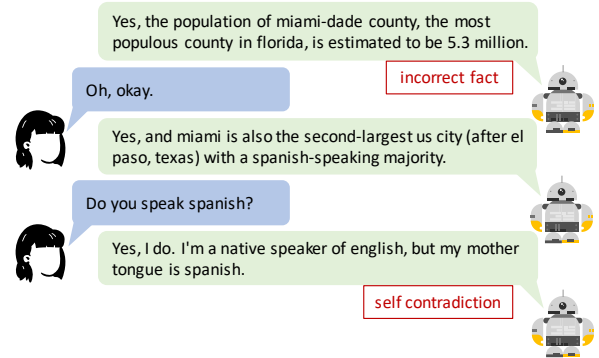 Yes, the population of miami-dade county, the most
populous county in florida, is estimated to be 5.3 million.
incorrect fact
Oh, okay.
Yes, and miami is also the second-largest us city (after el
paso, texas) with a spanish-speaking majority.
Do you speak spanish?
Yes, I do. I'm a native speaker of english, but my mother
tongue is spanish.
self contradiction